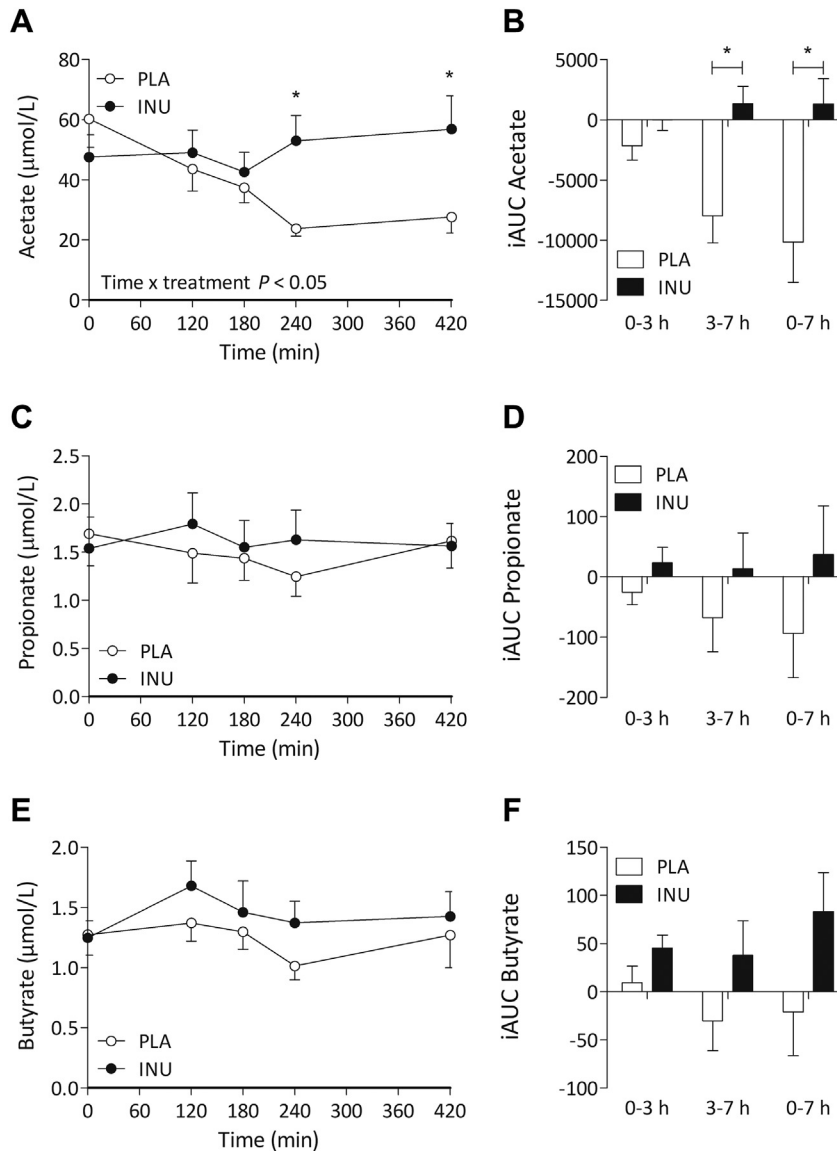 A
80
60
40
20
0
Acetate (µmol/L)
PLA
INU
*
*
Time x treatment P < 0.05
0 60 120 180 240 300 360 420
Time (min)
B
5000
0
-5000
-10000
-15000
iAUC Acetate
*
*
PLA
INU
0-3 h 3-7 h 0-7 h
C
2.5
2.0
1.5
1.0
0.5
0.0
Propionate (µmol/L)
PLA
INU
0 60 120 180 240 300 360 420
Time (min)
D
200
100
0
-100
-200
iAUC Propionate
PLA
INU
0-3 h 3-7 h 0-7 h
E
2.0
1.5
1.0
0.5
0.0
Butyrate (µmol/L)
PLA
INU
0 60 120 180 240 300 360 420
Time (min)
F
150
100
50
0
-50
-100
iAUC Butyrate
PLA
INU
0-3 h 3-7 h 0-7 h